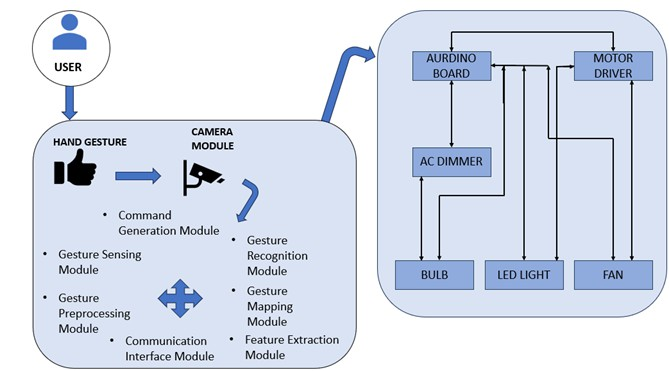 USER
HAND GESTURE
CAMERA
MODULE
• Command
Generation Module
• Gesture Sensing
Module
• Gesture
Recognition
Module
• Gesture
Preprocessing
Module
• Gesture
Mapping
Module
• Communication
Interface Module
• Feature Extraction
Module
AURDINO
BOARD
MOTOR
DRIVER
AC DIMMER
BULB
LED LIGHT
FAN